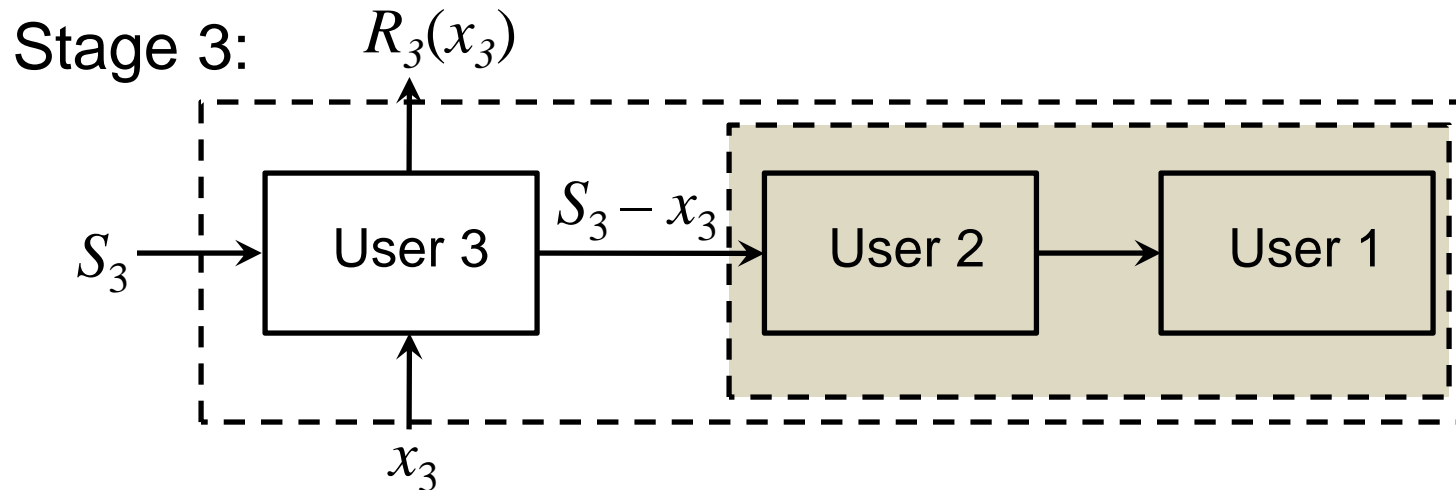 Stage 3:
R₃(x₃)
S₃
User 3
S₃ – x₃
User 2
User 1
x₃